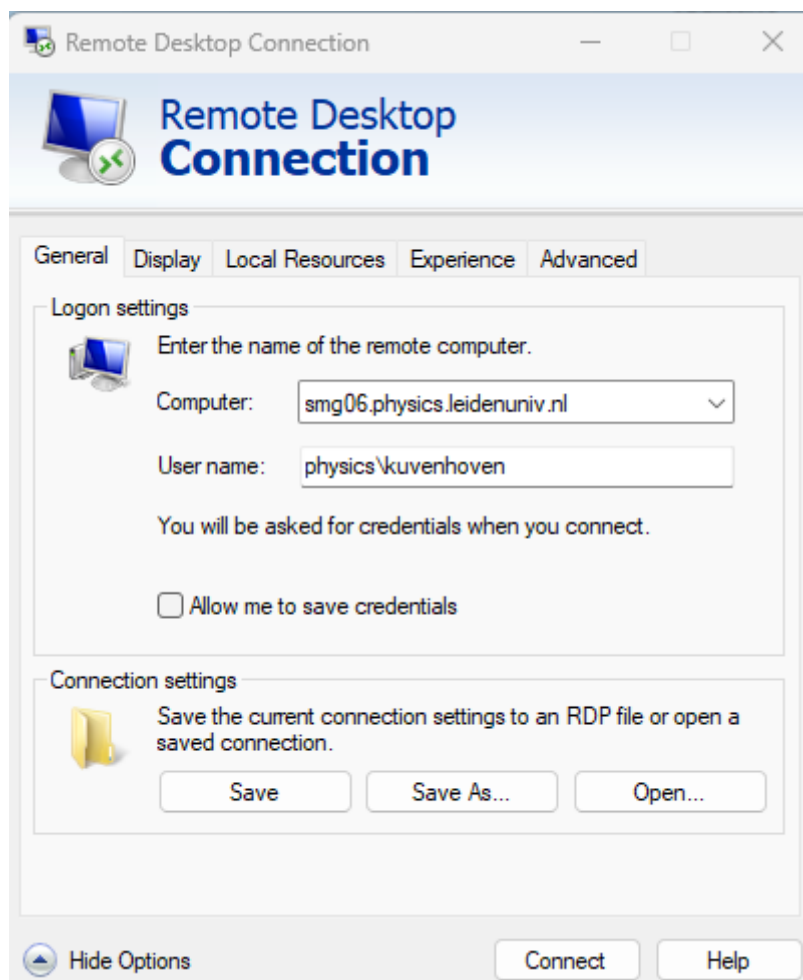 Remote Desktop Connection
Remote Desktop
Connection
General Display Local Resources Experience Advanced
Logon settings
Enter the name of the remote computer.
Computer: smg06.physics.leidenuniv.nl
User name: physics\kuvenhoven
You will be asked for credentials when you connect.
Allow me to save credentials
Connection settings
Save the current connection settings to an RDP file or open a
saved connection.
Save Save As... Open...
Hide Options Connect Help